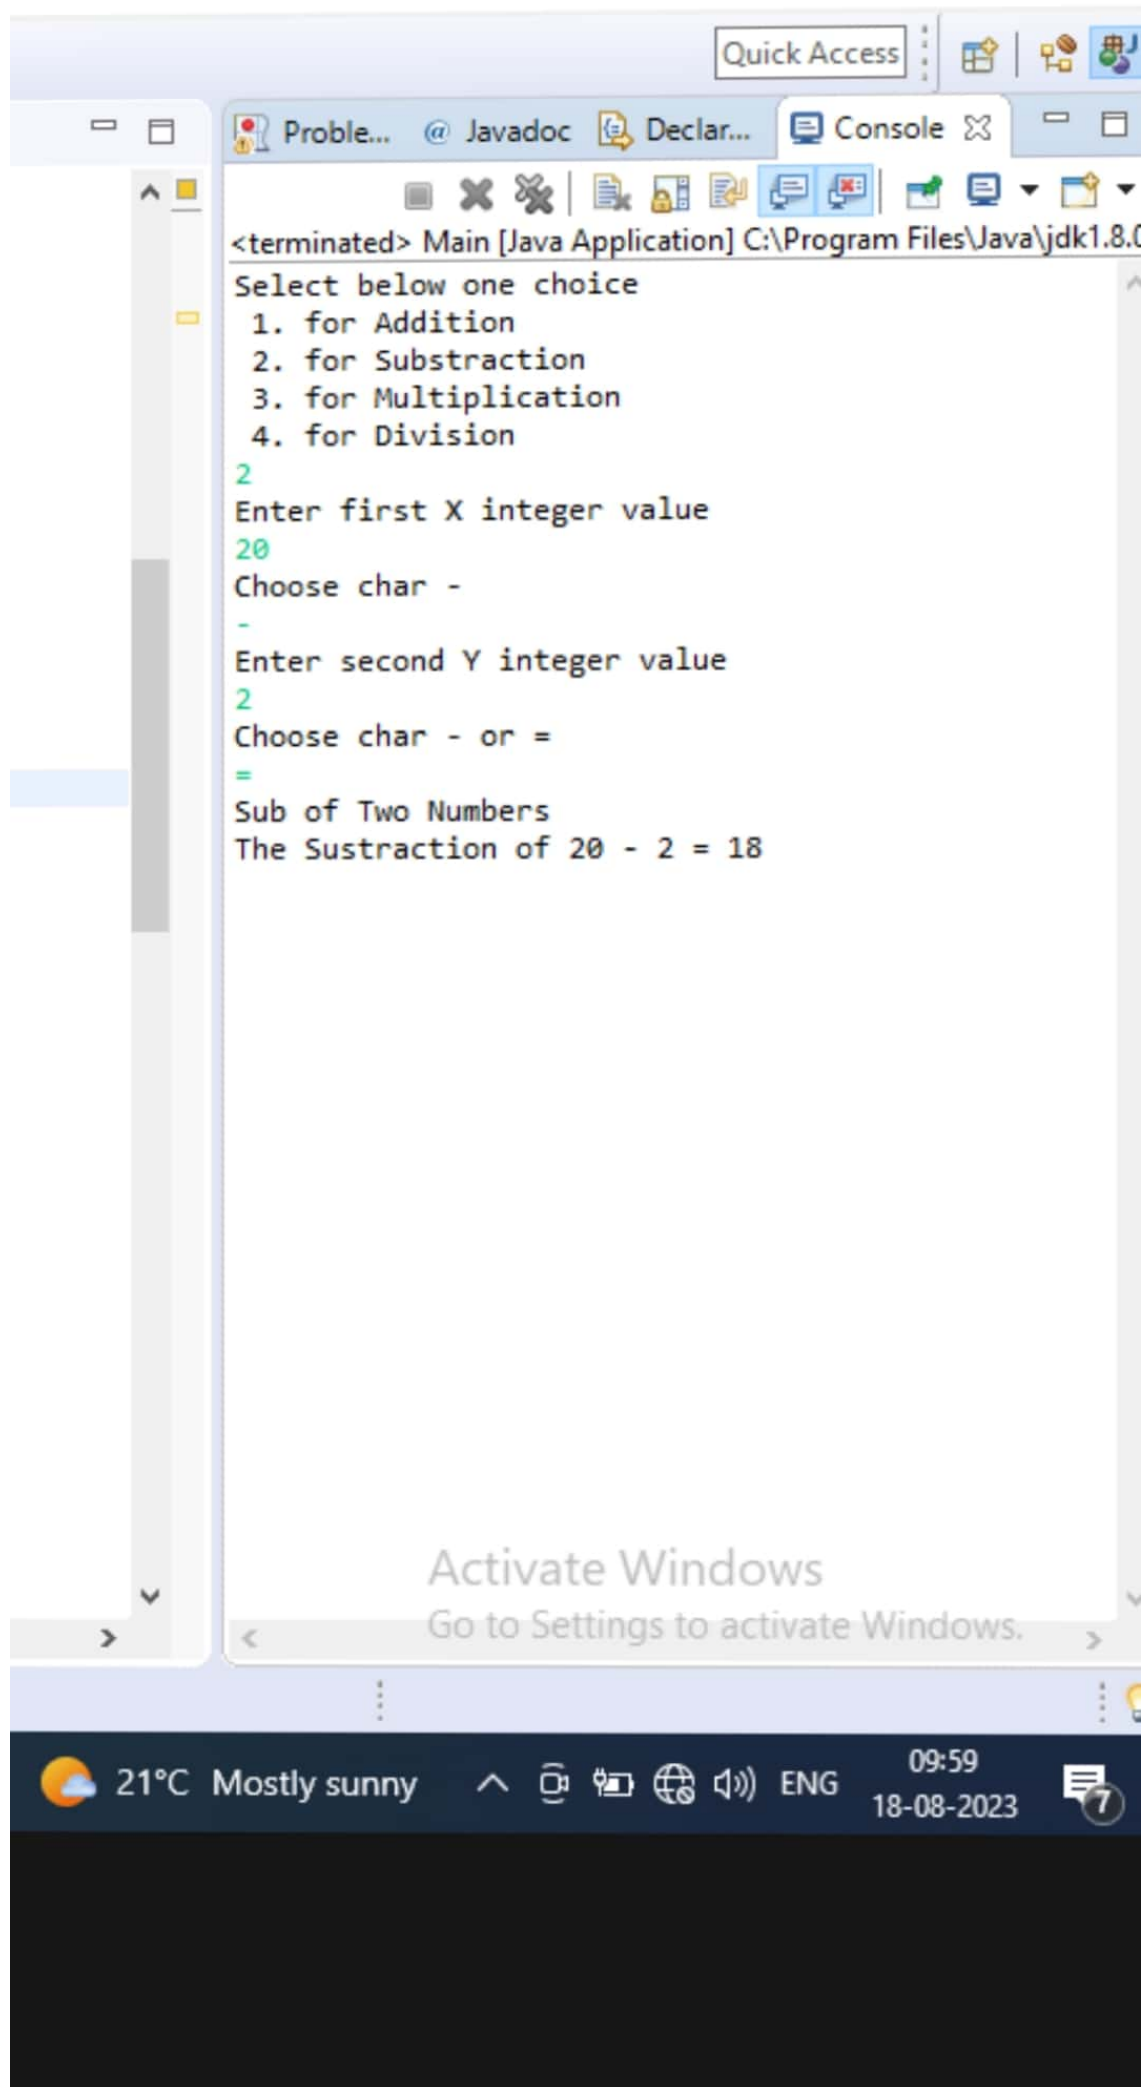 Quick Access
Proble... @ Javadoc Declar... Console
<terminated> Main [Java Application] C:\Program Files\Java\jdk1.8.0
Select below one choice
1. for Addition
2. for Substraction
3. for Multiplication
4. for Division
2
Enter first X integer value
20
Choose char -
-
Enter second Y integer value
2
Choose char - or =
=
Sub of Two Numbers
The Sustraction of 20 - 2 = 18
Activate Windows
Go to Settings to activate Windows.
21°C Mostly sunny ENG 09:59
18-08-2023 7